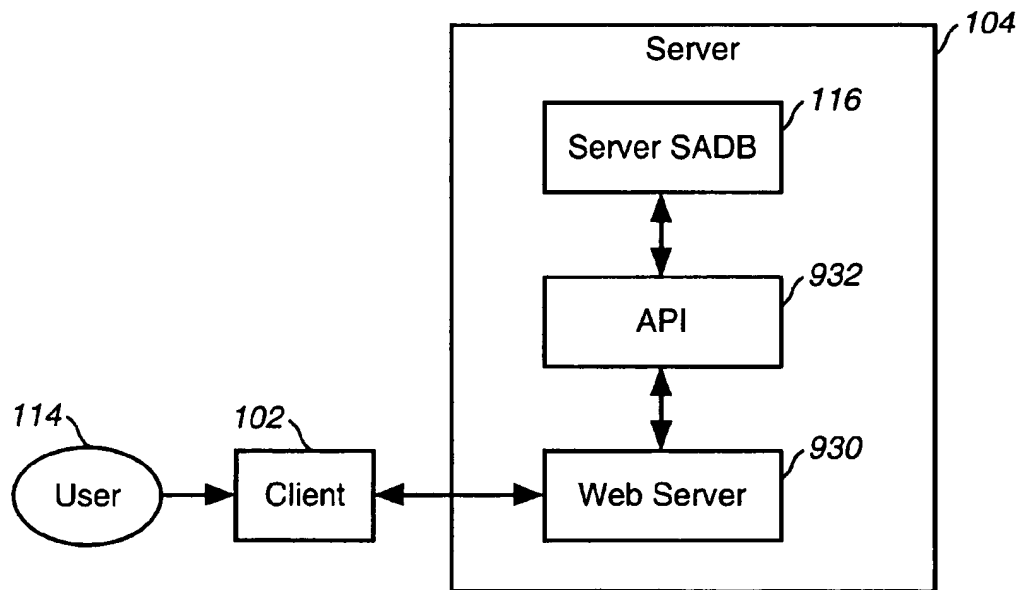 104
Server
116
Server SADB
932
API
114
102
930
User
Client
Web Server